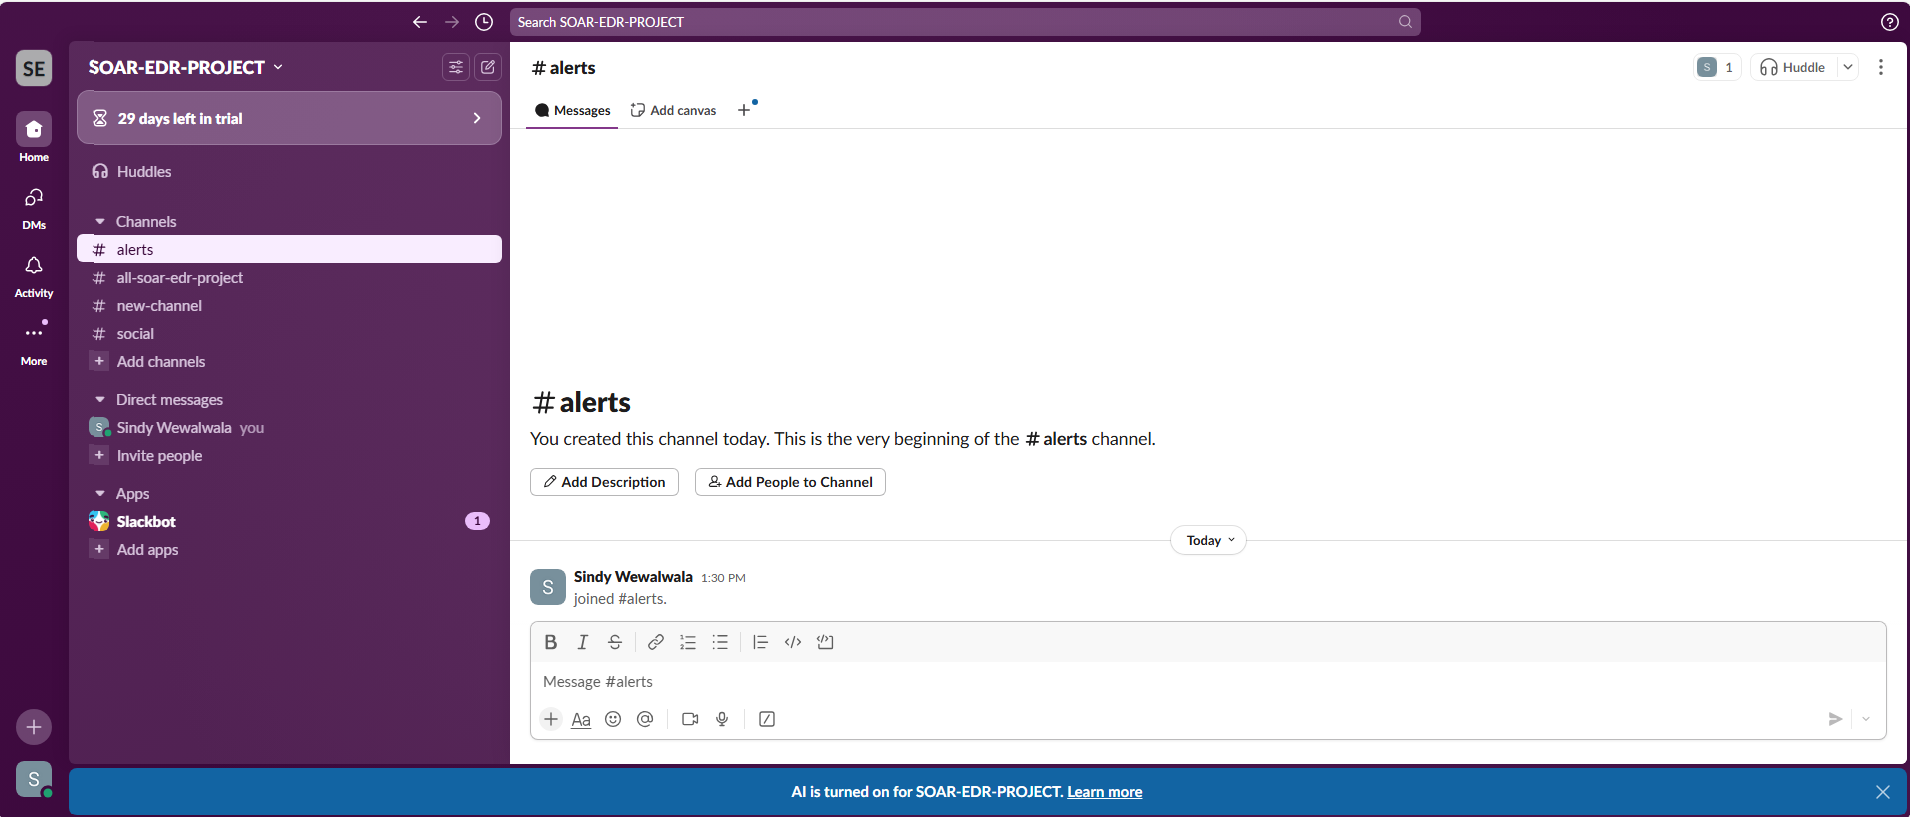 Search SOAR-EDR-PROJECT
SE
SOAR-EDR-PROJECT
# alerts
S 1
Huddle
29 days left in trial
Messages
Add canvas
Home
Huddles
DMs
Channels
# alerts
# all-soar-edr-project
Activity
# new-channel
# social
More
+ Add channels
Direct messages
S Sindy Wewalwala you
+ Invite people
Apps
Slackbot 1
+ Add apps
# alerts
You created this channel today. This is the very beginning of the # alerts channel.
Add Description
Add People to Channel
Today
S
Sindy Wewalwala 1:30 PM
joined #alerts.
B I S
Message #alerts
+ Aa @
S
AI is turned on for SOAR-EDR-PROJECT. Learn more